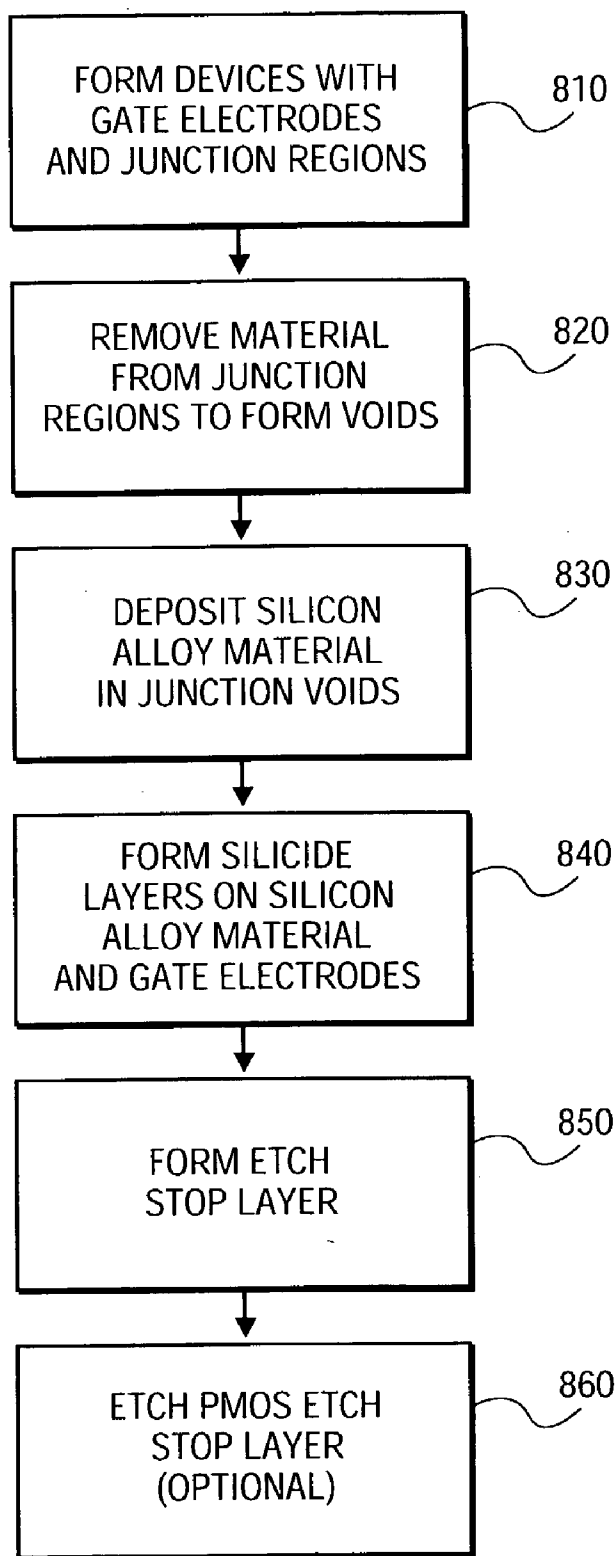 FORM DEVICES WITH
GATE ELECTRODES
AND JUNCTION REGIONS
810
REMOVE MATERIAL
FROM JUNCTION
REGIONS TO FORM VOIDS
820
DEPOSIT SILICON
ALLOY MATERIAL
IN JUNCTION VOIDS
830
FORM SILICIDE
LAYERS ON SILICON
ALLOY MATERIAL
AND GATE ELECTRODES
840
FORM ETCH
STOP LAYER
850
ETCH PMOS ETCH
STOP LAYER
(OPTIONAL)
860